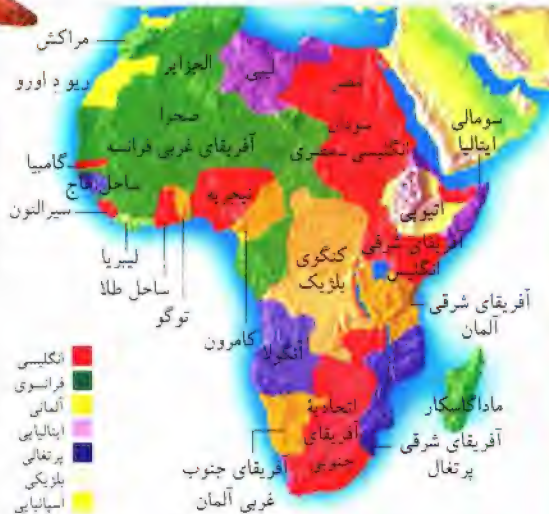 مراکش
الجزایر
لیبی
مصر
ریو د اورو
صحرا
آفریقای غربی فرانسه
سودان
انگلیسی - مصری
سومالی
ایتالیا
گامبیا
ساحل عاج
نیجریه
سیرالئون
اتیوپی
لیبریا
ساحل طلا
توگو
کامرون
کنگوی
بلژیک
آفریقای شرقی
انگلیس
آفریقای شرقی
آلمان
آنگولا
ماداگاسکار
اتحادیهٔ
آفریقای
جنوبی
آفریقای شرقی
پرتغال
آفریقای جنوب
غربی آلمان
انگلیسی
فرانسوی
آلمانی
ایتالیایی
پرتغالی
بلژیکی
اسپانیایی